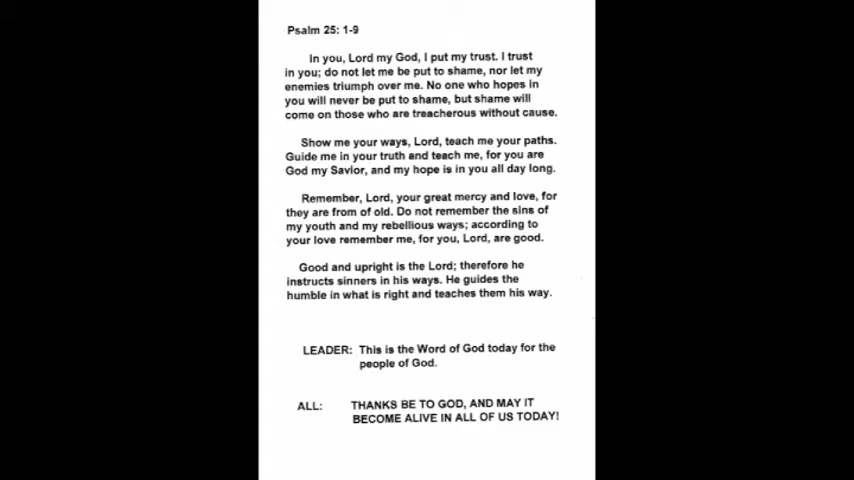 Psalm 25: 1-9
In you, Lord my God, I put my trust. I trust
in you; do not let me be put to shame, nor let my
enemies triumph over me. No one who hopes in
you will never be put to shame, but shame will
come on those who are treacherous without cause.
Show me your ways, Lord, teach me your paths.
Guide me in your truth and teach me, for you are
God my Savior, and my hope is in you all day long.
Remember, Lord, your great mercy and love, for
they are from of old. Do not remember the sins of
my youth and my rebellious ways; according to
your love remember me, for you, Lord, are good.
Good and upright is the Lord; therefore he
instructs sinners in his ways. He guides the
humble in what is right and teaches them his way.
LEADER: This is the Word of God today for the
people of God.
ALL: THANKS BE TO GOD, AND MAY IT
BECOME ALIVE IN ALL OF US TODAY!